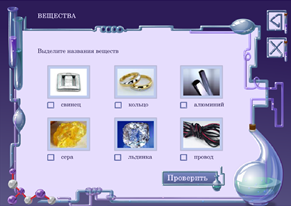 ВЕЩЕСТВА
Выделите названия веществ
свинец кольцо алюминий
сера льдинка провод
Проверить